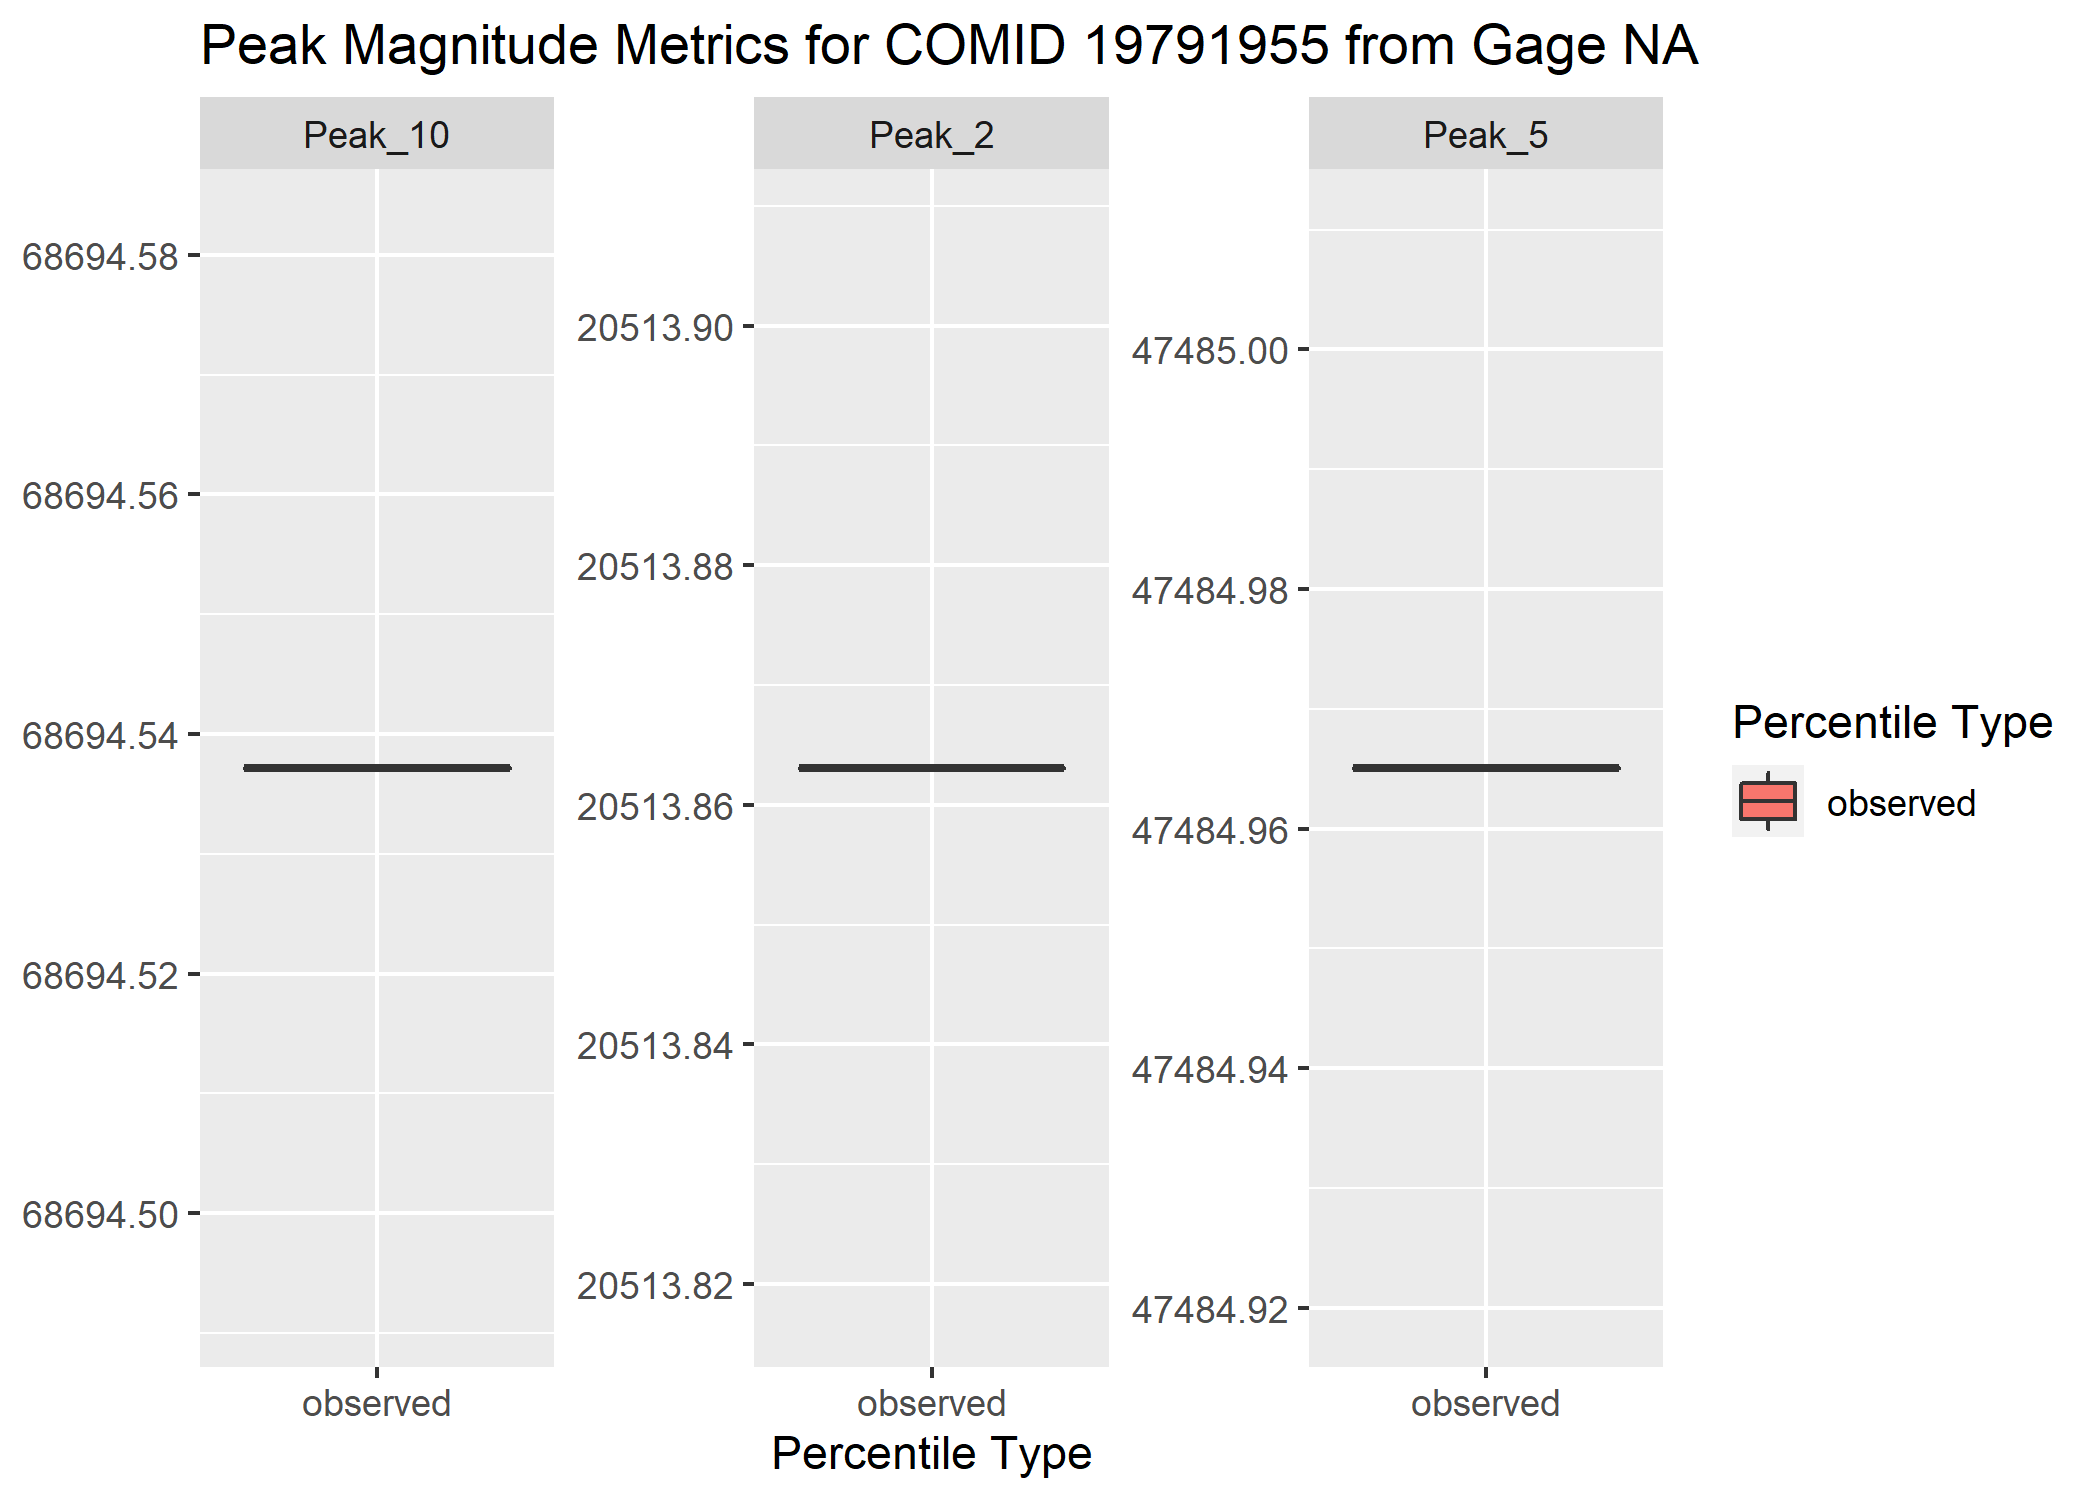 Peak Magnitude Metrics for COMID 19791955 from Gage NA
Peak_10
68694.58
68694.56
68694.54
68694.52
68694.50
observed
Peak_2
20513.90
20513.88
20513.86
20513.84
20513.82
observed
Peak_5
47485.00
47484.98
47484.96
47484.94
47484.92
observed
Percentile Type
Percentile Type
observed